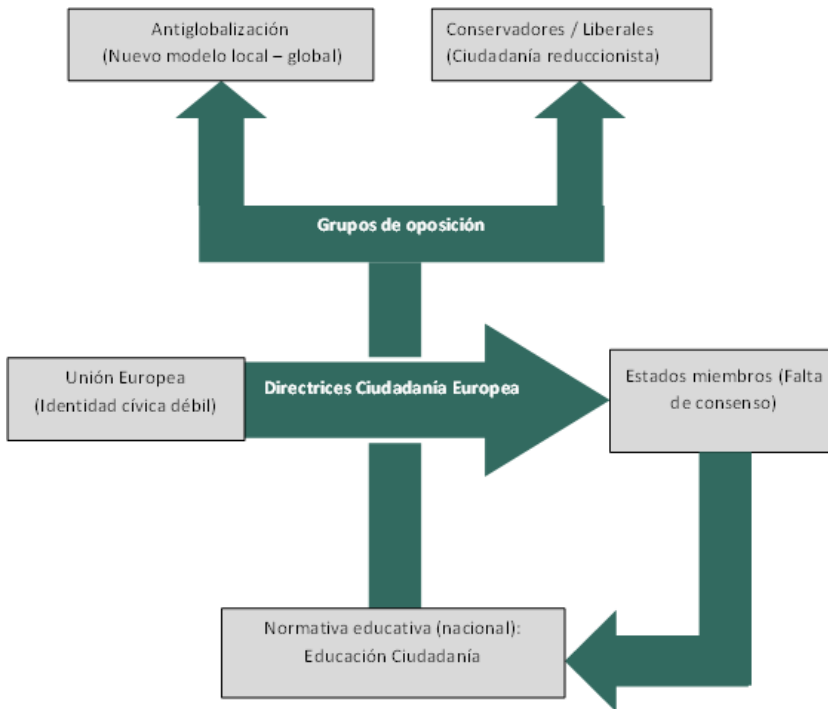 Antiglobalización
(Nuevo modelo local – global)
Conservadores / Liberales
(Ciudadanía reduccionista)
Grupos de oposición
Unión Europea
(Identidad cívica débil)
Directrices Ciudadanía Europea
Estados miembros (Falta
de consenso)
Normativa educativa (nacional):
Educación Ciudadanía